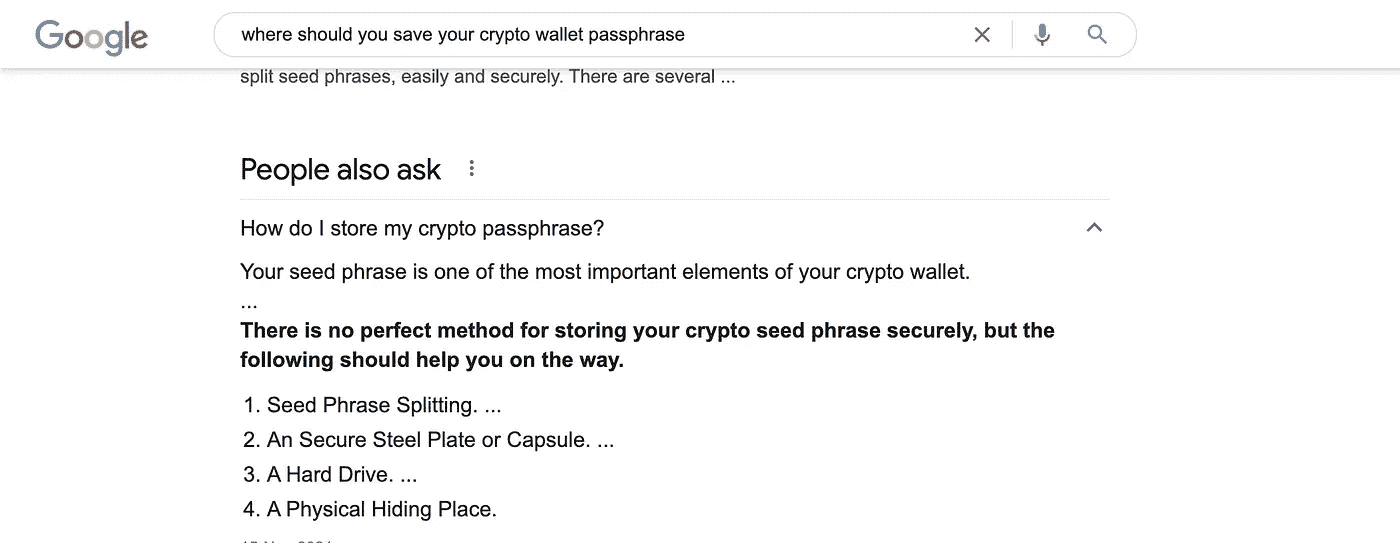 Google
where should you save your crypto wallet passphrase
split seed phrases, easily and securely. There are several ...
People also ask
How do I store my crypto passphrase?
Your seed phrase is one of the most important elements of your crypto wallet.
...
There is no perfect method for storing your crypto seed phrase securely, but the
following should help you on the way.
1. Seed Phrase Splitting. ...
2. An Secure Steel Plate or Capsule. ...
3. A Hard Drive. ...
4. A Physical Hiding Place.